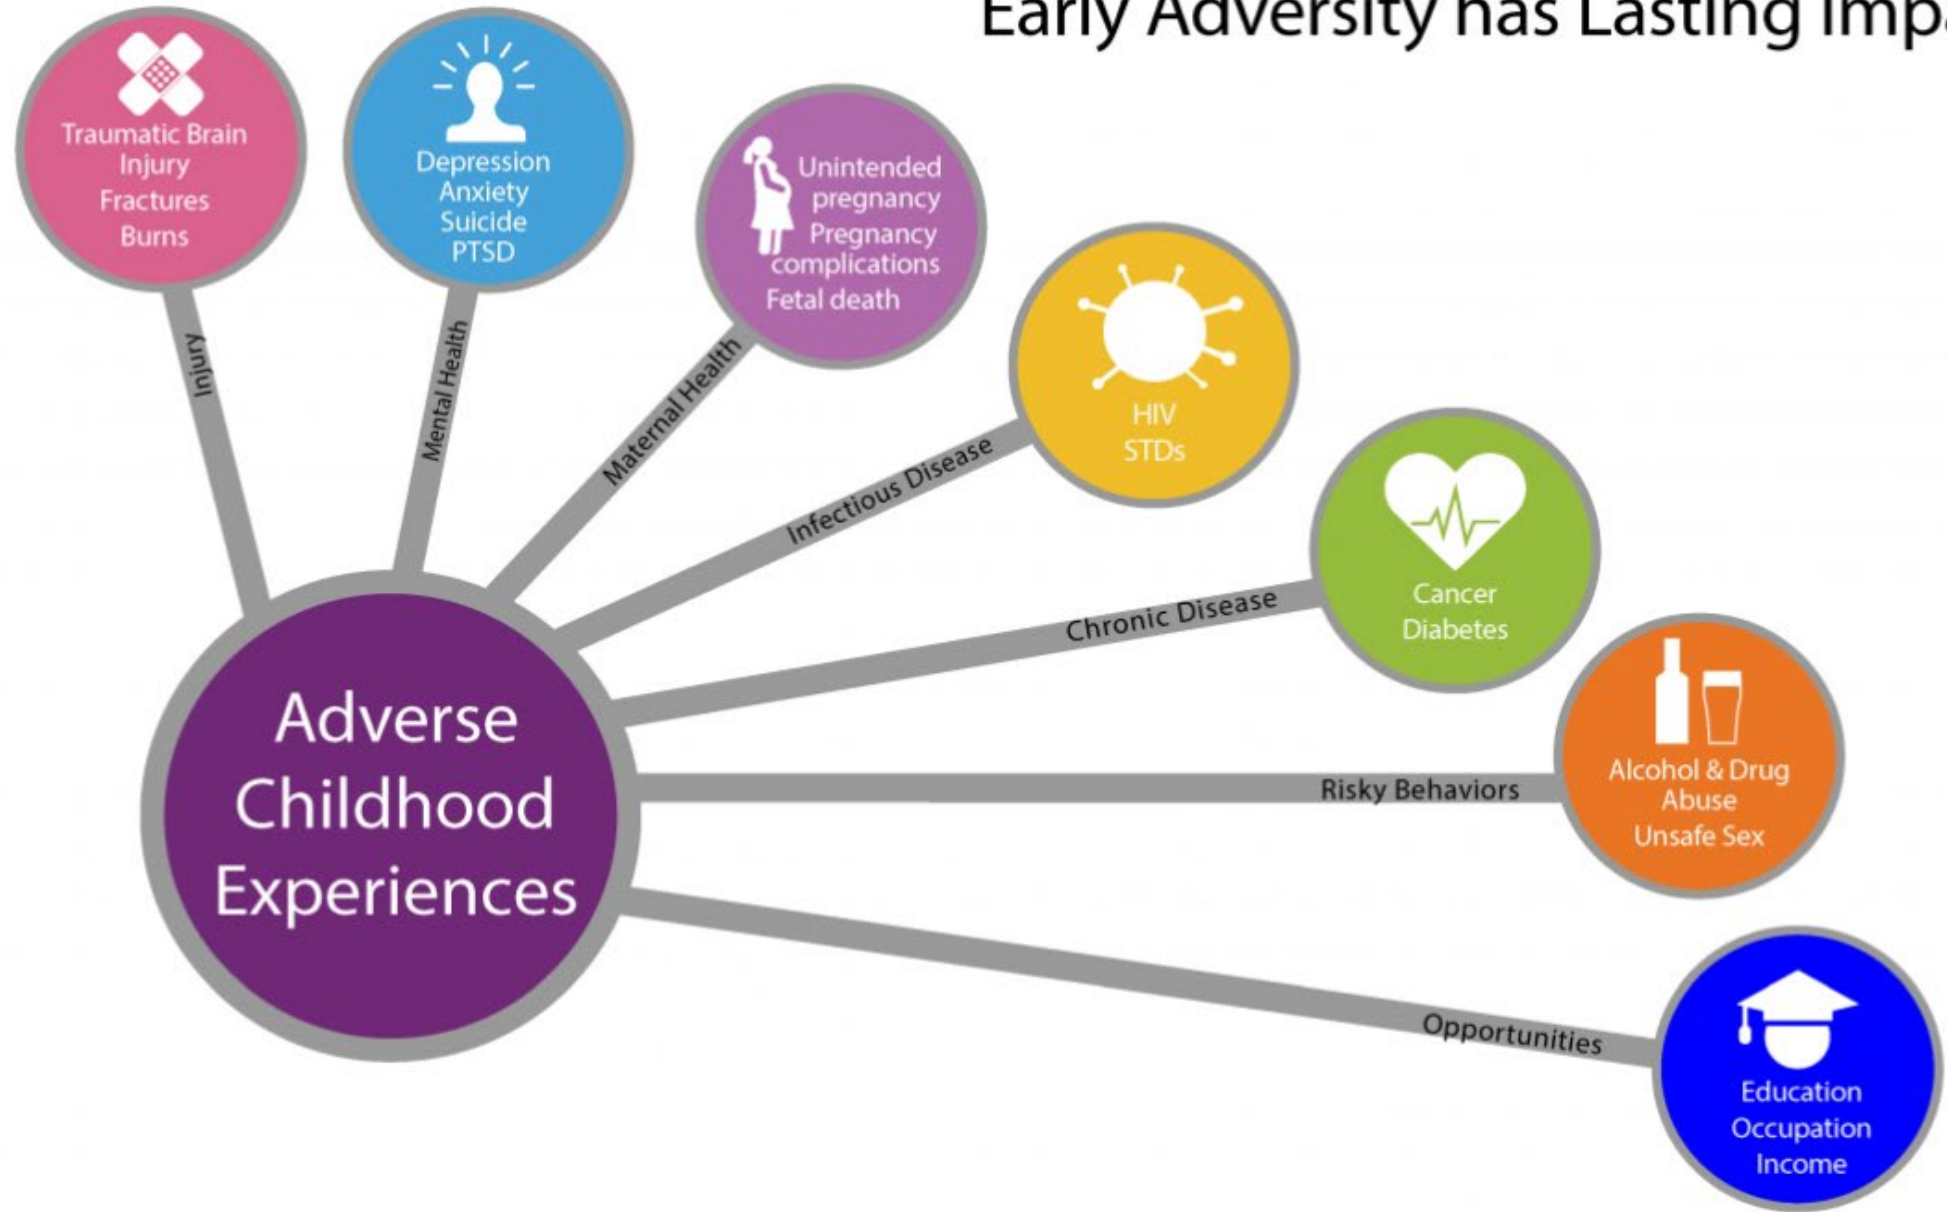 Early Adversity has Lasting Impa
Traumatic Brain
Injury
Fractures
Burns
Injury
Depression
Anxiety
Suicide
PTSD
Mental Health
Unintended
pregnancy
Pregnancy
complications
Fetal death
Maternal Health
HIV
STDs
Infectious Disease
Cancer
Diabetes
Chronic Disease
Alcohol & Drug
Abuse
Unsafe Sex
Risky Behaviors
Education
Occupation
Income
Opportunities
Adverse
Childhood
Experiences